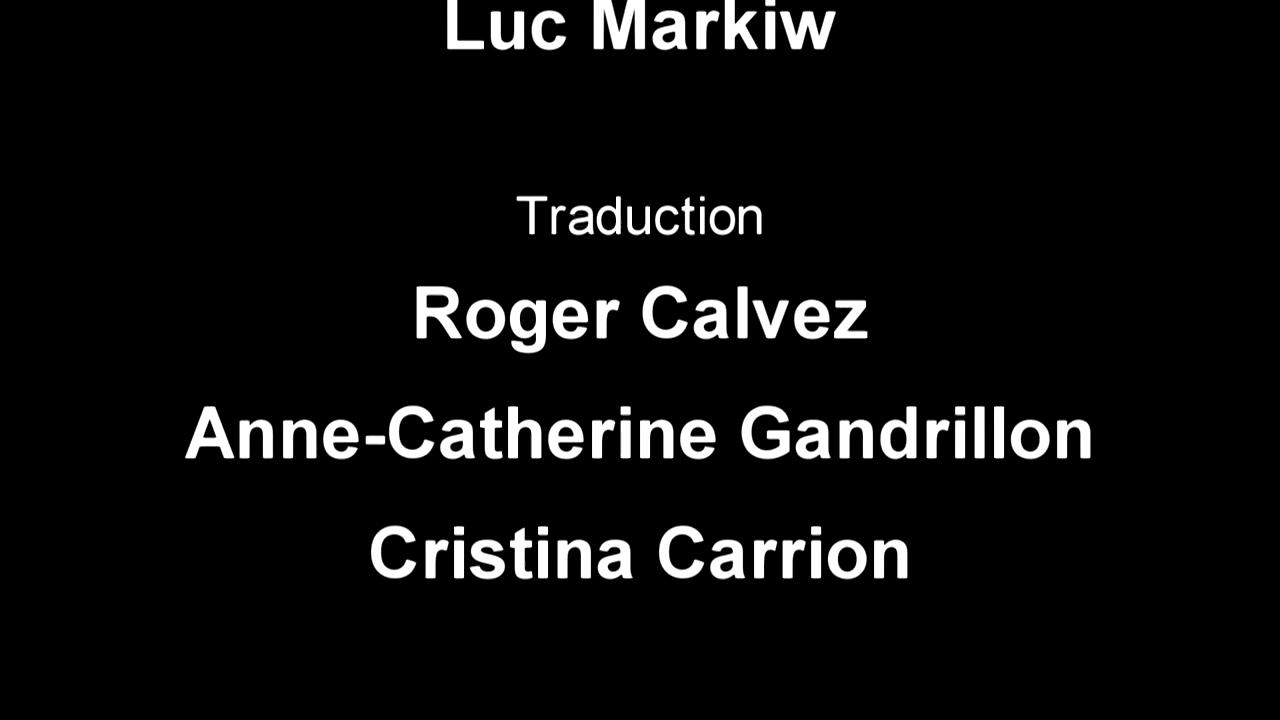 Luc Markiw
Traduction
Roger Calvez
Anne-Catherine Gandrillon
Cristina Carrion